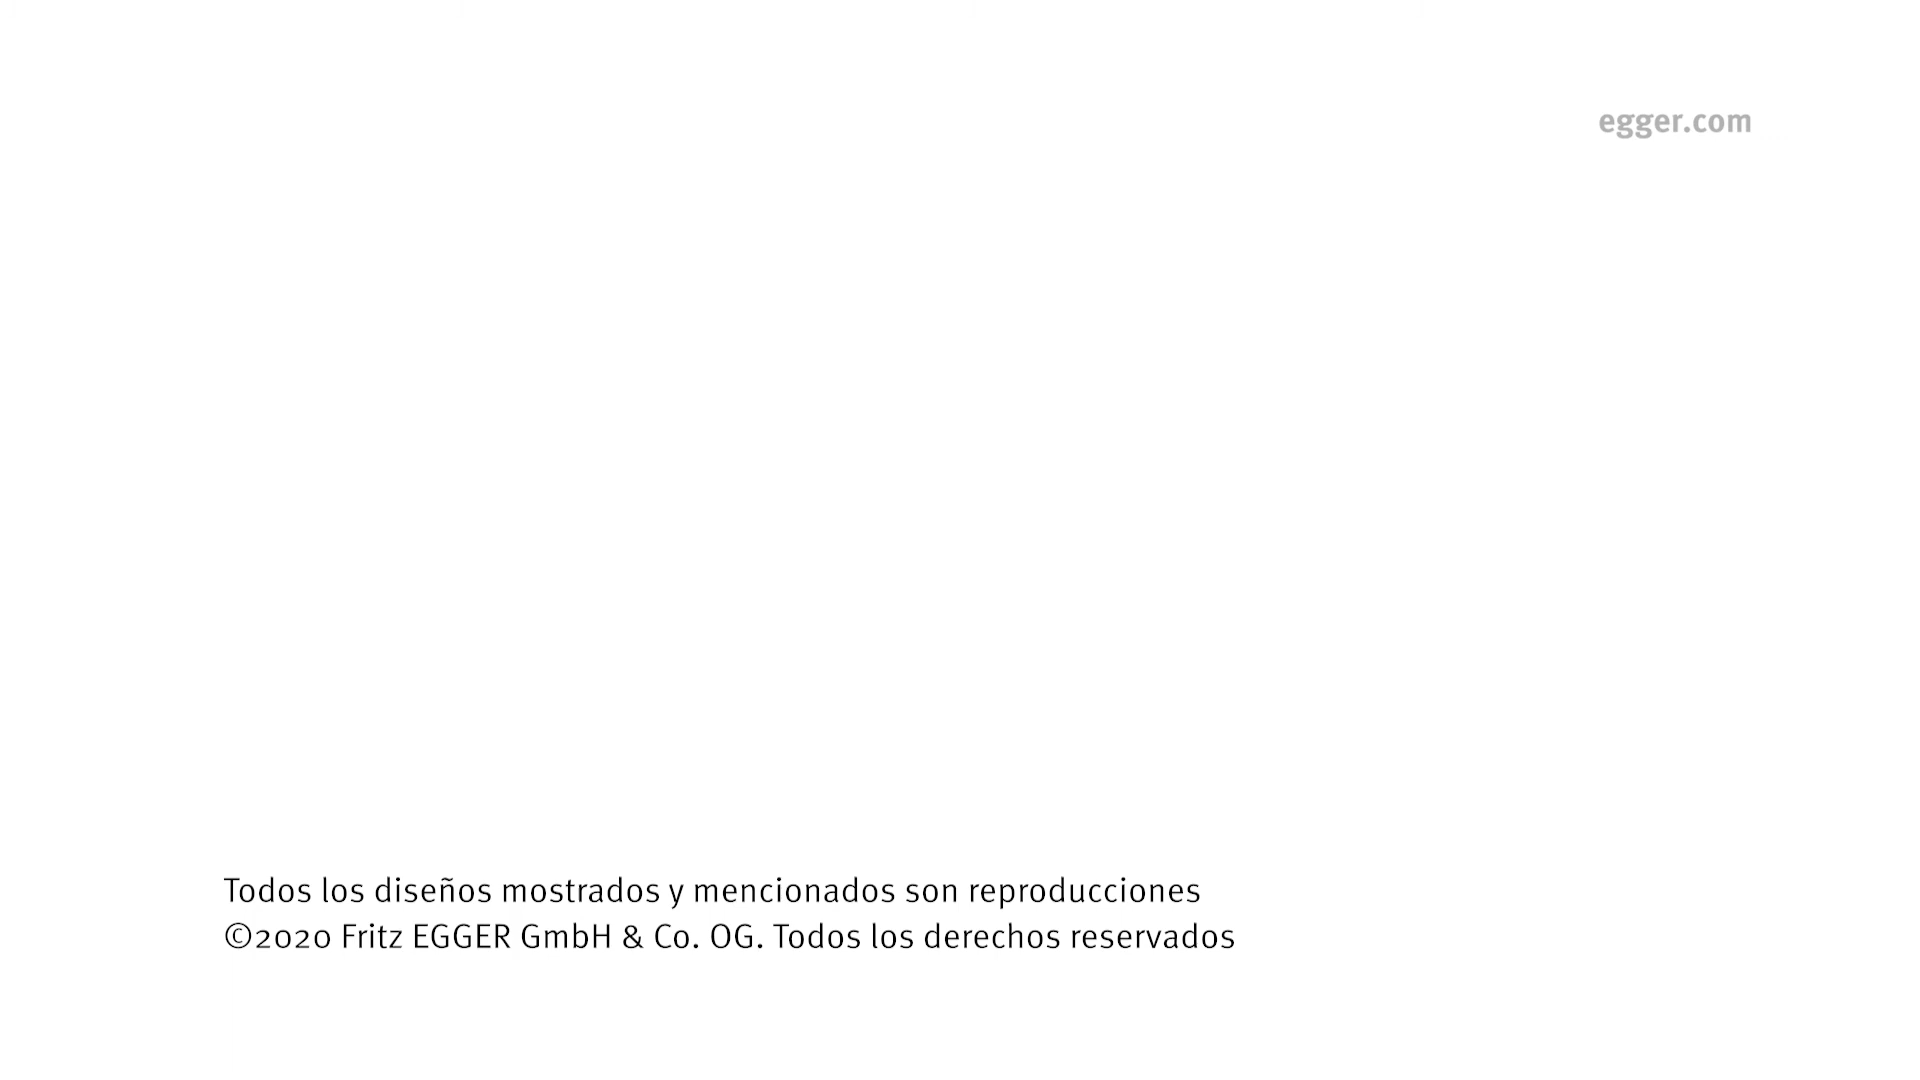 egger.com
Todos los diseños mostrados y mencionados son reproducciones
©2020 Fritz EGGER GmbH & Co. OG. Todos los derechos reservados